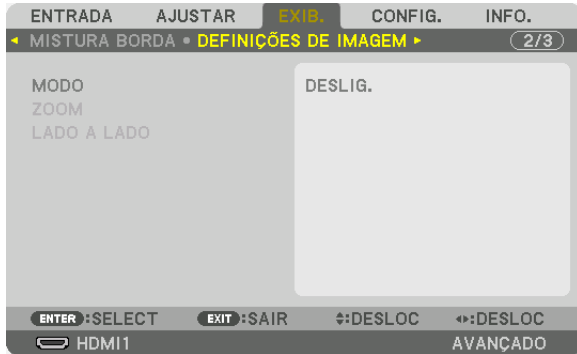 ENTRADA AJUSTAR EXIB. CONFIG. INFO.
◂ MISTURA BORDA • DEFINIÇÕES DE IMAGEM ▸ 2/3
MODO DESLIG.
ZOOM
LADO A LADO
ENTER :SELECT EXIT :SAIR :DESLOC :DESLOC
HDMI1 AVANÇADO